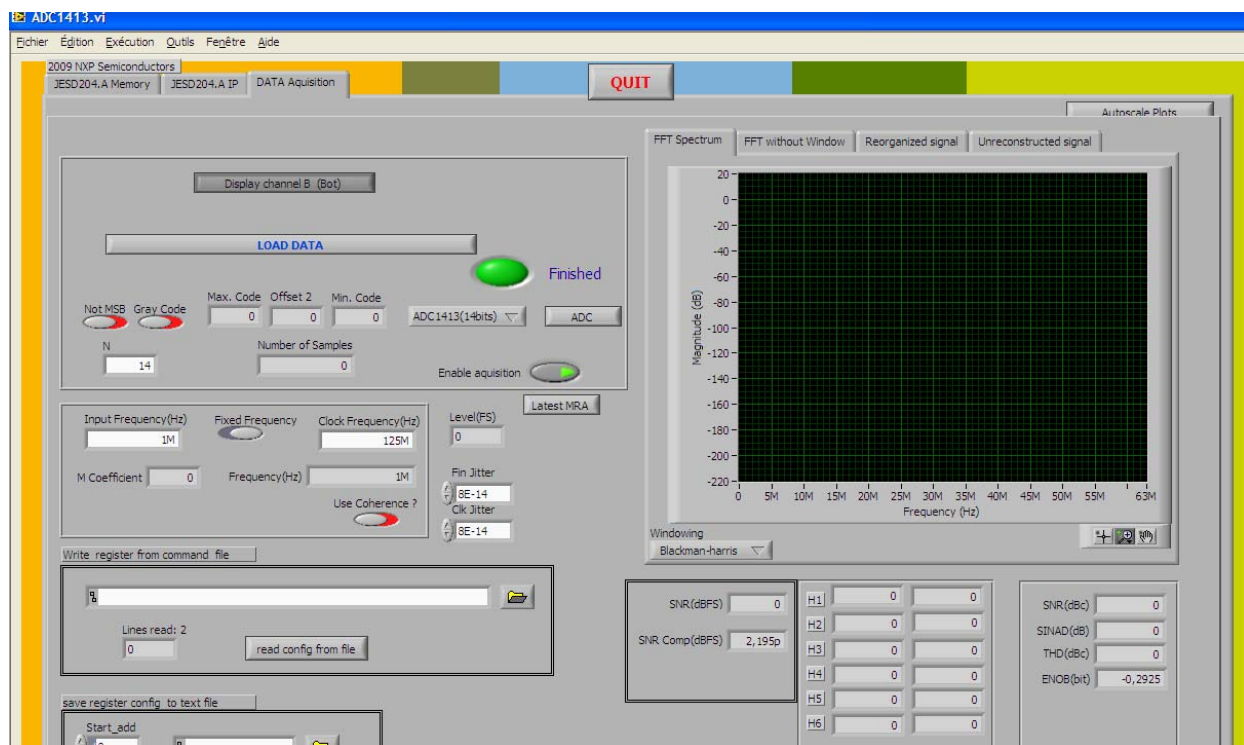 ADC1413.vi
Fichier Édition Exécution Outils Fenêtre Aide
2009 NXP Semiconductors
JESD204.A Memory JESD204.A IP DATA Aquisition
QUIT
Autoscale Plots
Display channel B (Bot)
LOAD DATA
Finished
Not MSB Gray Code Max. Code Offset 2 Min. Code
0 0 0 ADC1413(14bits) ADC
N Number of Samples
14 0
Enable aquisition
Latest MRA
Input Frequency(Hz) Fixed Frequency Clock Frequency(Hz) Level(FS)
1M 125M 0
M Coefficient 0 Frequency(Hz) 1M
Use Coherence ?
Fin Jitter
8E-14
Clk Jitter
8E-14
Write register from command file
Lines read: 2
0 read config from file
save register config to text file
Start_add
FFT Spectrum FFT without Window Reorganized signal Unreconstructed signal
Magnitude (dB)
20
0
-20
-40
-60
-80
-100
-120
-140
-160
-180
-200
-220
0 5M 10M 15M 20M 25M 30M 35M 40M 45M 50M 55M 63M
Frequency (Hz)
Windowing
Blackman-harris
SNR(dBFS) 0
SNR Comp(dBFS) 2,195p
H1 0 0
H2 0 0
H3 0 0
H4 0 0
H5 0 0
H6 0 0
SNR(dBc) 0
SINAD(dB) 0
THD(dBc) 0
ENOB(bit) -0,2925